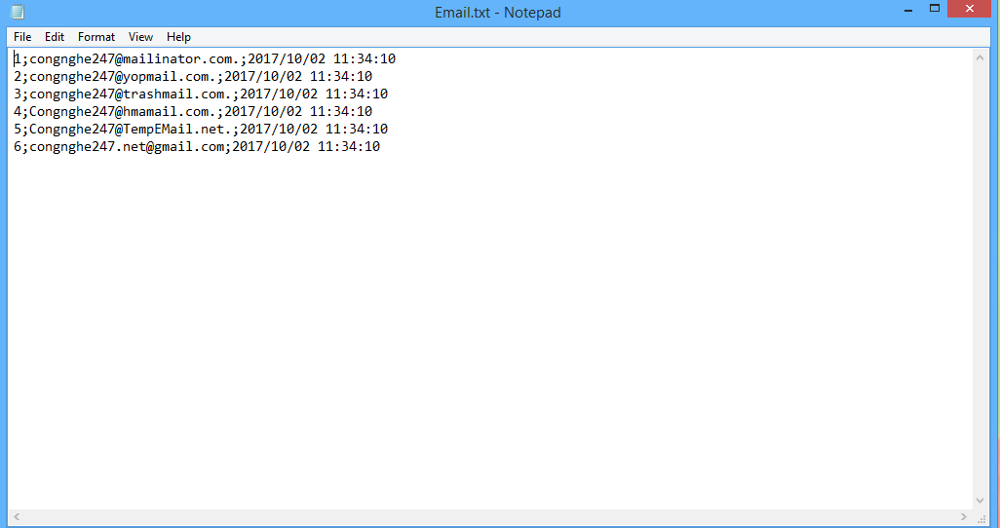 Email.txt - Notepad
File Edit Format View Help
1;congnghe247@mailinator.com.;2017/10/02 11:34:10
2;congnghe247@yopmail.com.;2017/10/02 11:34:10
3;congnghe247@trashmail.com.;2017/10/02 11:34:10
4;Congnghe247@hmamail.com.;2017/10/02 11:34:10
5;Congnghe247@TempEMail.net.;2017/10/02 11:34:10
6;congnghe247.net@gmail.com;2017/10/02 11:34:10